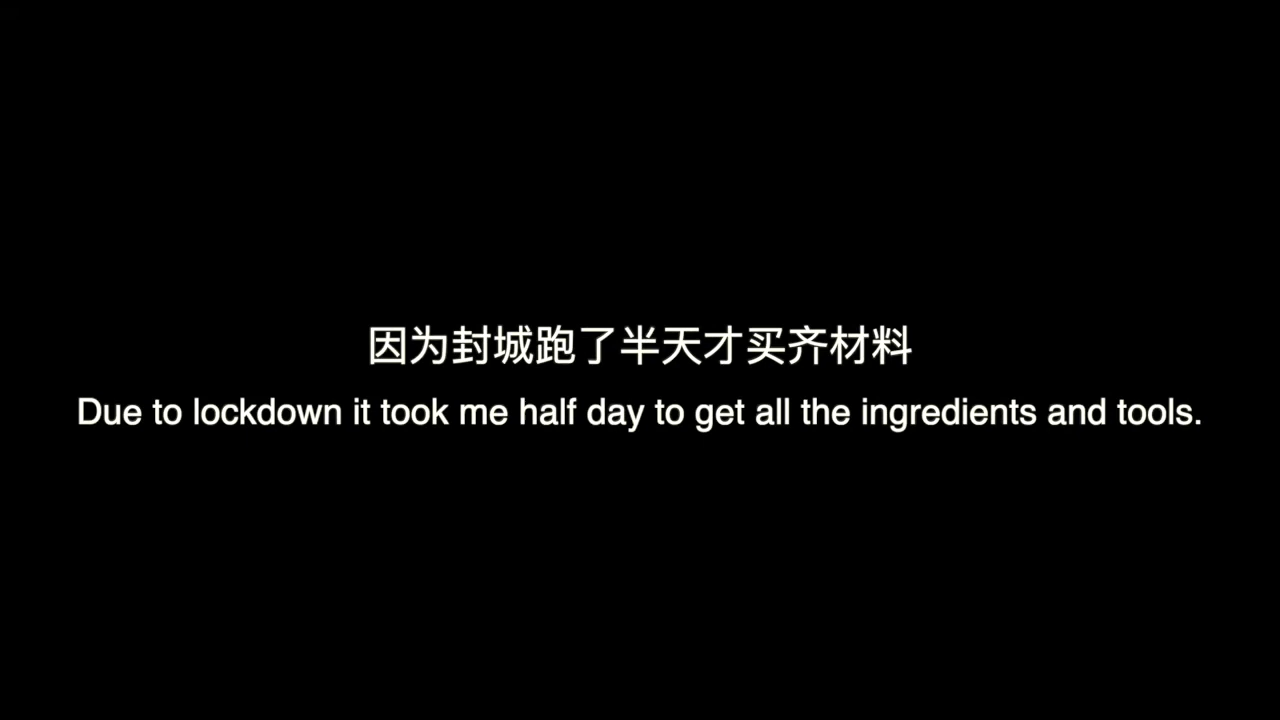 因为封城跑了半天才买齐材料
Due to lockdown it took me half day to get all the ingredients and tools.